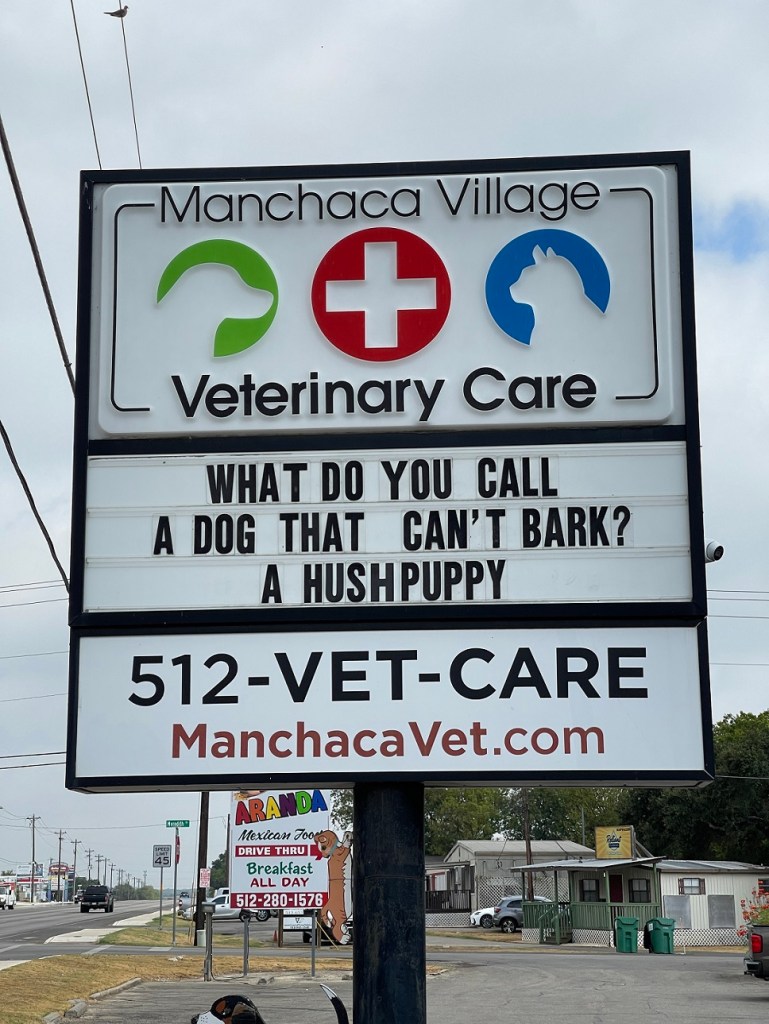 Manchaca Village
Veterinary Care
WHAT DO YOU CALL
A DOG THAT CAN'T BARK?
A HUSHPUPPY
512-VET-CARE
ManchacaVet.com
ARANDA
Mexican Food
DRIVE THRU
Breakfast
ALL DAY
512-280-1576
SPEED
LIMIT
45